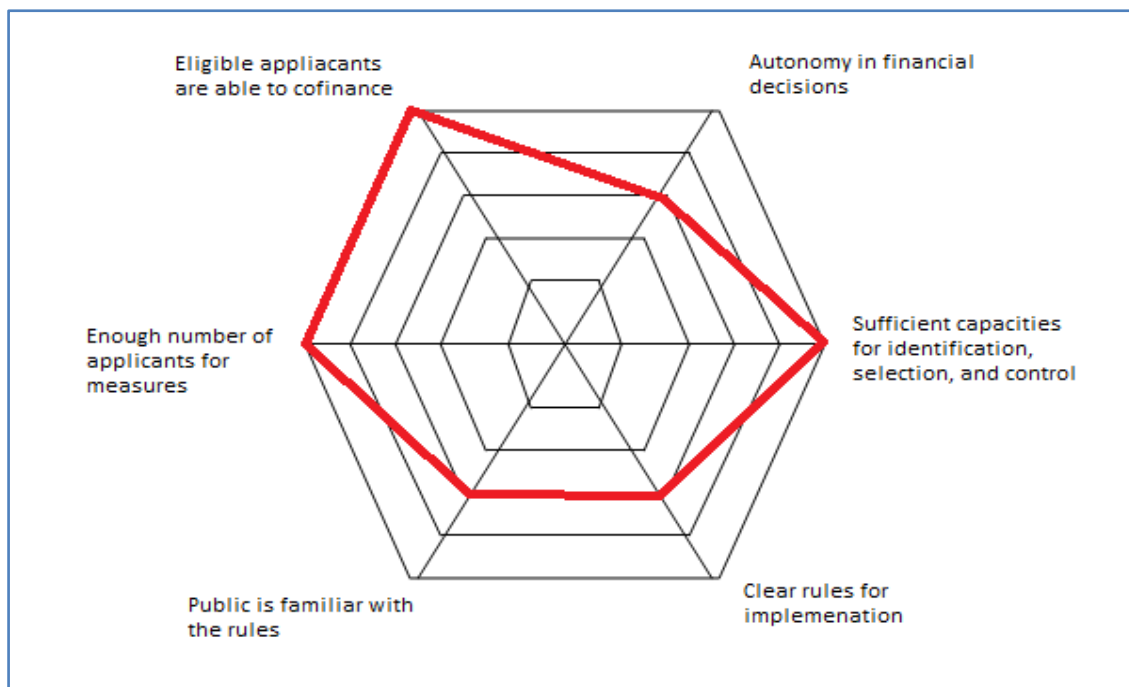 Eligible appliacants
are able to cofinance
Autonomy in financial
decisions
Enough number of
applicants for
measures
Sufficient capacities
for identification,
selection, and control
Public is familiar with
the rules
Clear rules for
implemenation